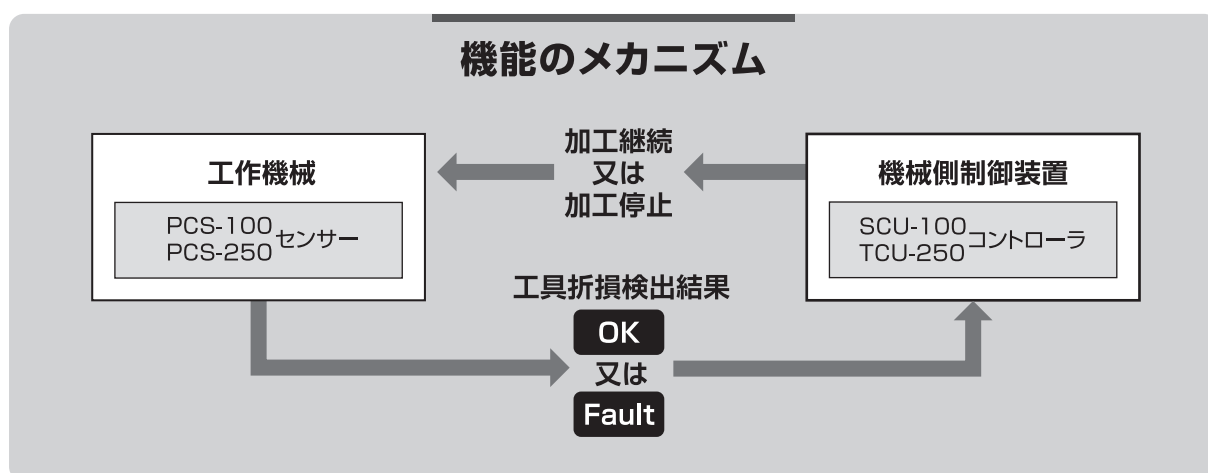 機能のメカニズム
工作機械
PCS-100
PCS-250
センサー
加工継続
又は
加工停止
機械側制御装置
SCU-100
TCU-250
コントローラ
工具折損検出結果
OK
又は
Fault